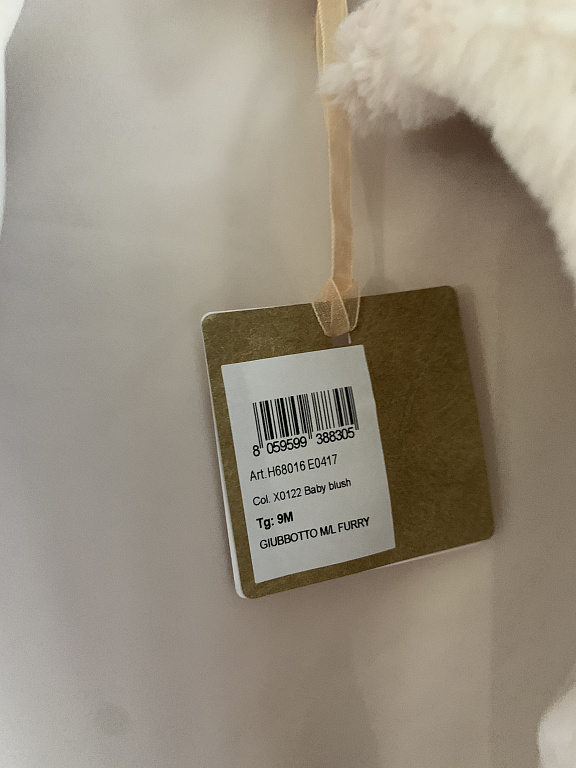 8 059599 388305
Art.H68016 E0417
Col. X0122 Baby blush
Tg: 9M
GIUBBOTTO M/L FURRY